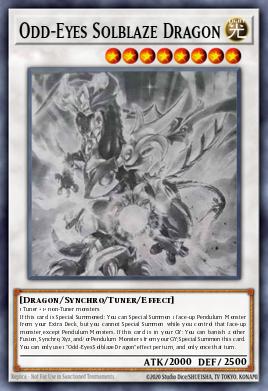 ODD-EYES SOLBLAZE DRAGON
LIGHT
光
[DRAGON/SYNCHRO/TUNER/EFFECT]
1 Tuner + 1+ non-Tuner monsters
If this card is Special Summoned: You can Special Summon 1 face-up Pendulum Monster
from your Extra Deck, but you cannot Special Summon while you control that face-up
monster, except Pendulum Monsters. If this card is in your GY: You can banish 2 other
Fusion, Synchro, Xyz, and/or Pendulum Monsters from your GY; Special Summon this card.
You can only use 1 "Odd-Eyes Solblaze Dragon" effect per turn, and only once that turn.
ATK/2000 DEF/2500
Replica - Not For Use in Sanctioned Tournaments
©2020 Studio Dice/SHUEISHA, TV TOKYO, KONAMI